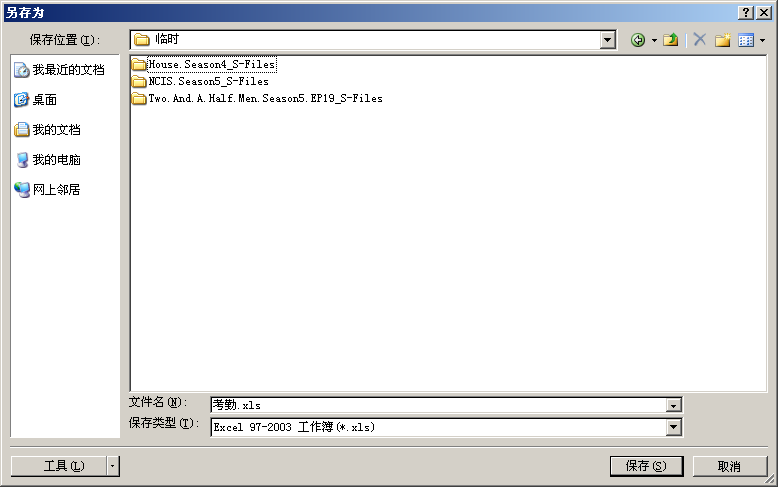 另存为
保存位置(I):
临时
我最近的文档
桌面
我的文档
我的电脑
网上邻居
House.Season4_S-Files
NCIS.Season5_S-Files
Two.And.A.Half.Men.Season5.EP19_S-Files
文件名(N):
考勤.xls
保存类型(T):
Excel 97-2003 工作簿(*.xls)
工具(L)
保存(S)
取消